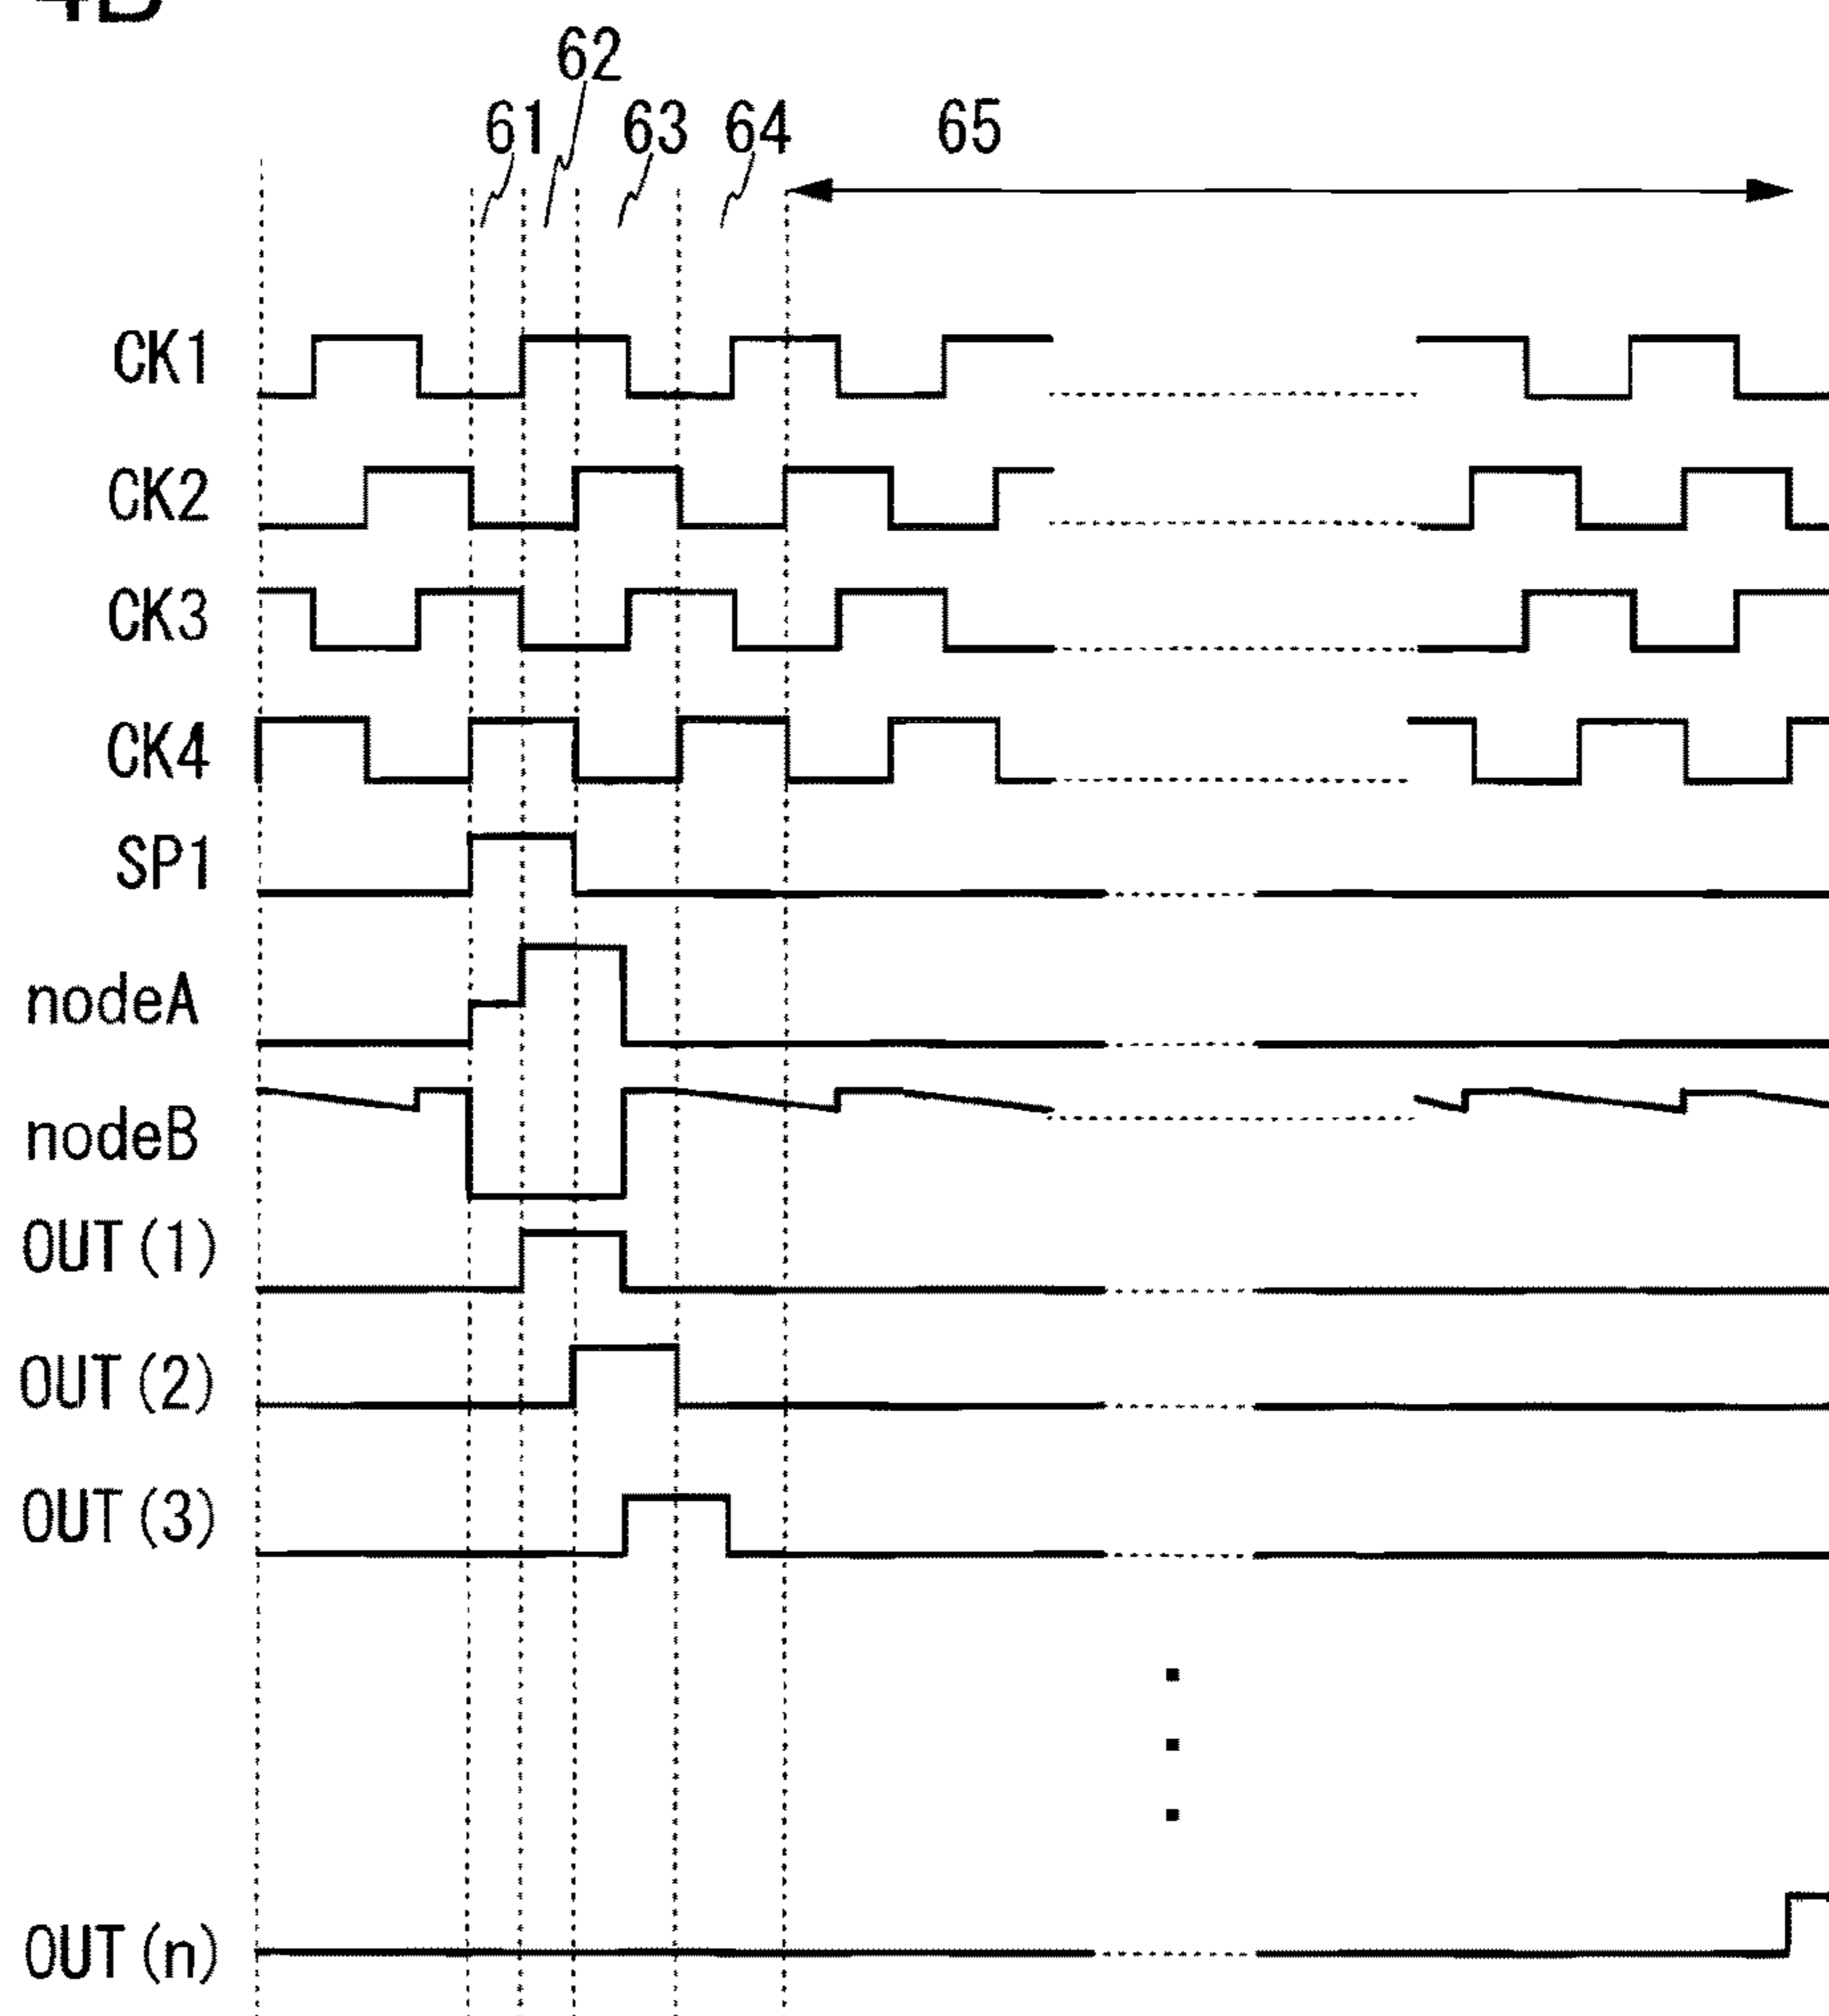 4B
62
61 63 64 65
CK1
CK2
CK3
CK4
SP1
nodeA
nodeB
OUT(1)
OUT(2)
OUT(3)
OUT(n)